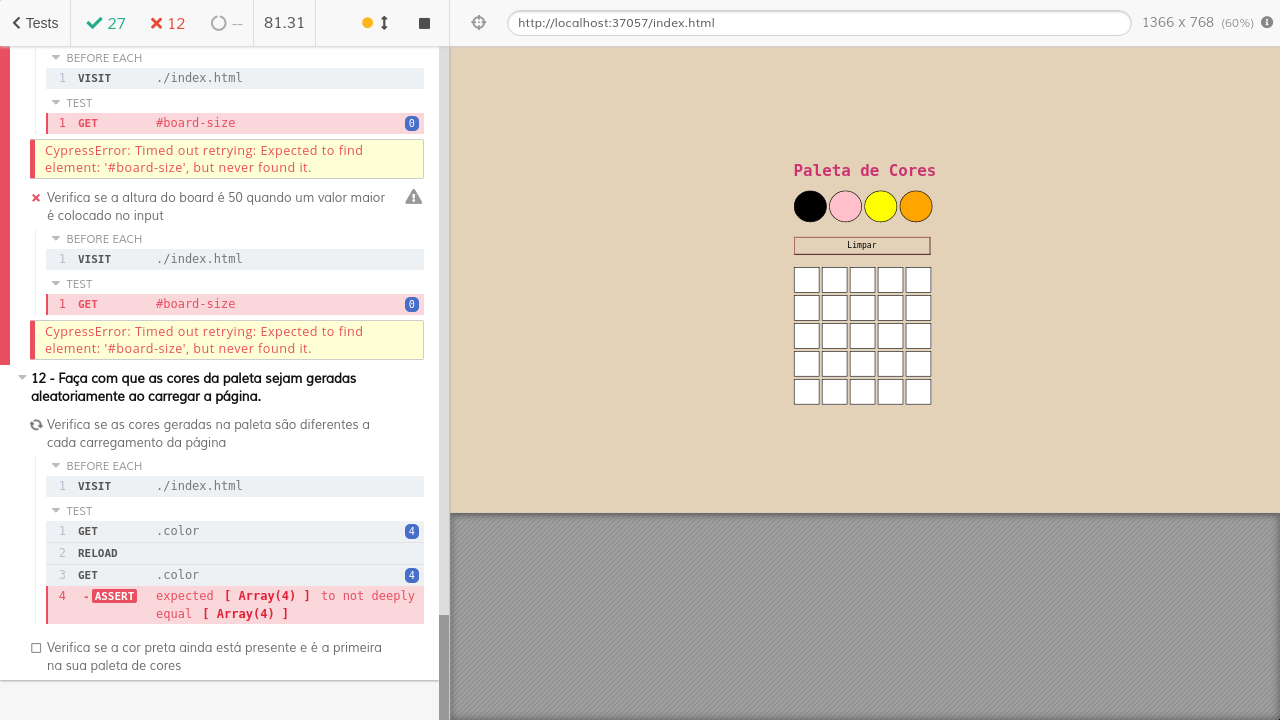 Tests 27 12 -- 81.31
BEFORE EACH
1 VISIT ./index.html
TEST
1 GET #board-size 0
CypressError: Timed out retrying: Expected to find
element: '#board-size', but never found it.
Verifica se a altura do board é 50 quando um valor maior
é colocado no input
BEFORE EACH
1 VISIT ./index.html
TEST
1 GET #board-size 0
CypressError: Timed out retrying: Expected to find
element: '#board-size', but never found it.
12 - Faça com que as cores da paleta sejam geradas
aleatoriamente ao carregar a página.
Verifica se as cores geradas na paleta são diferentes a
cada carregamento da página
BEFORE EACH
1 VISIT ./index.html
TEST
1 GET .color 4
2 RELOAD
3 GET .color 4
4 -ASSERT expected [ Array(4) ] to not deeply
equal [ Array(4) ]
Verifica se a cor preta ainda está presente e é a primeira
na sua paleta de cores
http://localhost:37057/index.html 1366 x 768 (60%)
Paleta de Cores
Limpar